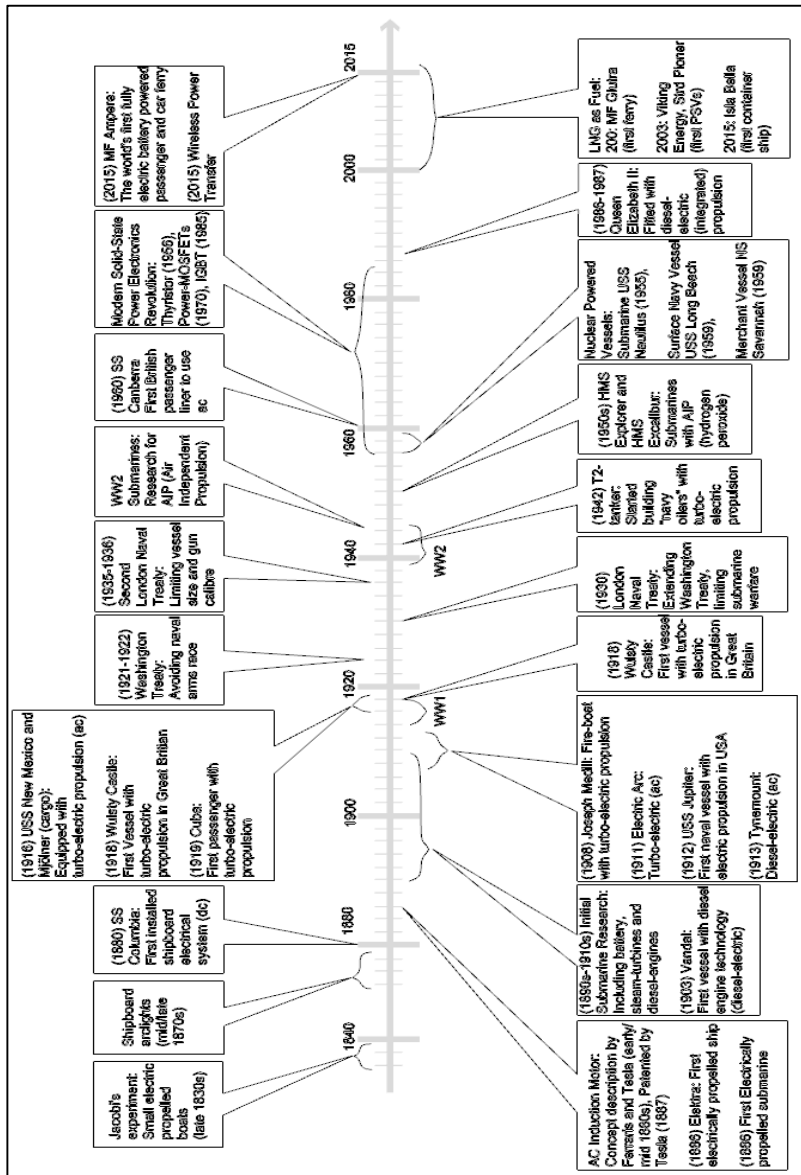 Jacobi's
experiment:
Small electric
propelled
boats
(late 1830s)
Shipboard
arclights
(mid/late
1870s)
(1880) SS
Columbia:
First installed
shipboard
electrical
system (dc)
(1916) USS New Mexico and
Mjölner (cargo):
Equipped with
turbo-electric propulsion (ac)
(1918) Wulsty Castle:
First Vessel with
turbo-electric
propulsion in Great Britian
(1919) Cuba:
First passenger with
turbo-electric
propulsion
(1921-1922)
Washington
Treaty:
Avoiding naval
arms race
(1935-1936)
Second
London Naval
Treaty:
Limiting vessel
size and gun
calibre
WW2
Submarines:
Research for
AIP (Air
Independent
Propulsion)
(1960) SS
Canberra
First British
passenger
liner to use
ac
Modern Solid-State
Power Electronics
Revolution:
Thyristor (1956),
Power-MOSFETs
(1970), IGBT (1985)
(2015) MF Ampere:
The world's first fully
electric battery powered
passenger and car ferry
(2015) Wireless Power
Transfer
1840
1880
1900
1920
1940
1960
1980
2000
2015
WW1
WW2
AC Induction Motor:
Concept description by
Ferraris and Tesla (early/
mid 1880s), Patented by
Tesla (1887)
(1886) Elektra: First
electrically propelled ship
(1886) First Electrically
propelled submarine
(1890s-1910s) Initial
Submarine Research:
Including battery,
steam-turbines and
diesel-engines
(1903) Vandal:
First vessel with diesel
engine technology
(diesel-electric)
(1908) Joseph Medill: Fire-boat
with turbo-electric propulsion
(1911) Electric Arc:
Turbo-electric (ac)
(1912) USS Jupiter:
First naval vessel with
electric propulsion in USA
(1913) Tynemount:
Diesel-electric (ac)
(1918)
Wulsty
Castle:
First vessel
with turbo-
electric
propulsion
in Great
Britain
(1930)
London
Naval
Treaty:
Extending
Washington
Treaty,
limiting
submarine
warfare
(1942) T2-
tanker:
Started
building
"navy
oilers" with
turbo-
electric
propulsion
(1950s) HMS
Explorer and
HMS
Excalibur:
Submarines
with AIP
(hydrogen
peroxide)
Nuclear Powered
Vessels:
Submarine USS
Nautilus (1955),
Surface Navy Vessel
USS Long Beach
(1959),
Merchant Vessel NS
Savannah (1959)
(1986-1987)
Queen
Elizabeth II:
Fitted with
diesel-
electric
(integrated)
propulsion
LNG as Fuel:
200: MF Glutra
(first ferry)
2003: Viking
Energy, Stril Pioner
(first PSVs)
2015: Isla Bella
(first container
ship)